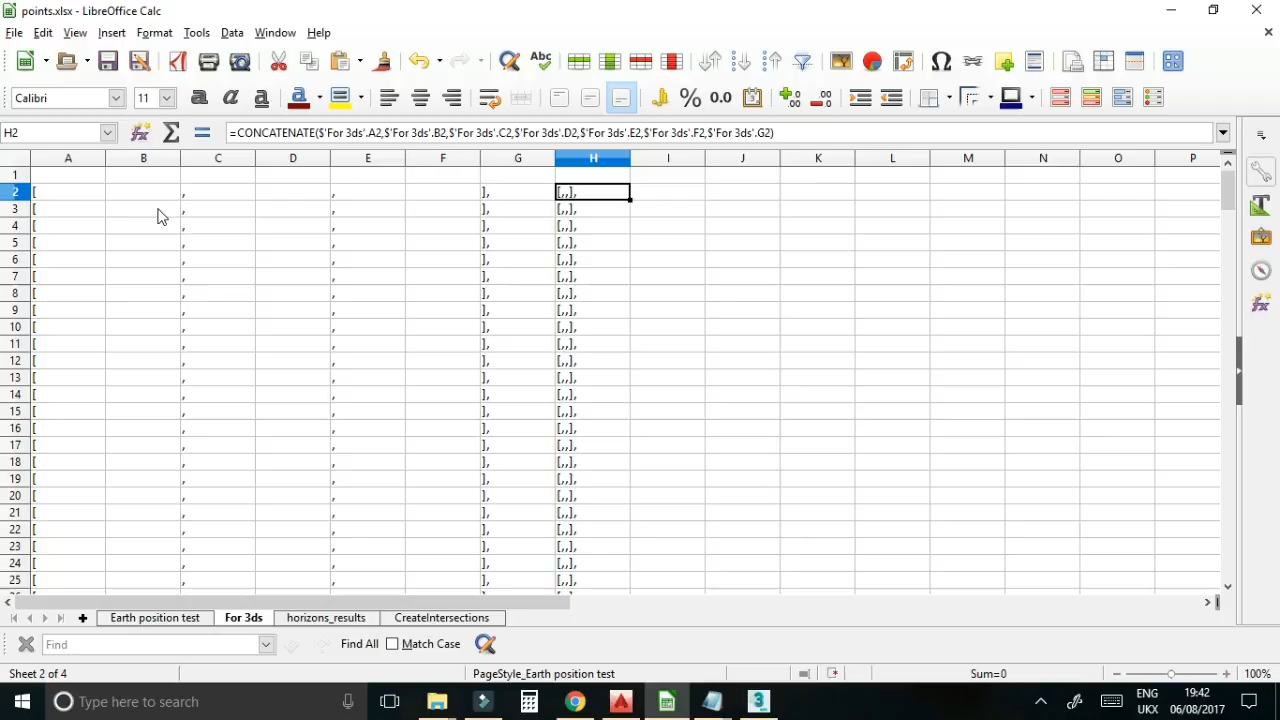 points.xlsx - LibreOffice Calc
File Edit View Insert Format Tools Data Window Help
Abc
Calibri 11 a a a a % 0.0
H2 =CONCATENATE($'For 3ds'.A2,$'For 3ds'.B2,$'For 3ds'.C2,$'For 3ds'.D2,$'For 3ds'.E2,$'For 3ds'.F2,$'For 3ds'.G2)
A B C D E F G H I J K L M N O P
1
2 [ , , ], [,,],
3 [ , , ], [,,],
4 [ , , ], [,,],
5 [ , , ], [,,],
6 [ , , ], [,,],
7 [ , , ], [,,],
8 [ , , ], [,,],
9 [ , , ], [,,],
10 [ , , ], [,,],
11 [ , , ], [,,],
12 [ , , ], [,,],
13 [ , , ], [,,],
14 [ , , ], [,,],
15 [ , , ], [,,],
16 [ , , ], [,,],
17 [ , , ], [,,],
18 [ , , ], [,,],
19 [ , , ], [,,],
20 [ , , ], [,,],
21 [ , , ], [,,],
22 [ , , ], [,,],
23 [ , , ], [,,],
24 [ , , ], [,,],
25 [ , , ], [,,],
Earth position test For 3ds horizons_results CreateIntersections
Find Find All Match Case
Sheet 2 of 4 PageStyle_Earth position test Sum=0 100%
Type here to search ENG 19:42
UKX 06/08/2017